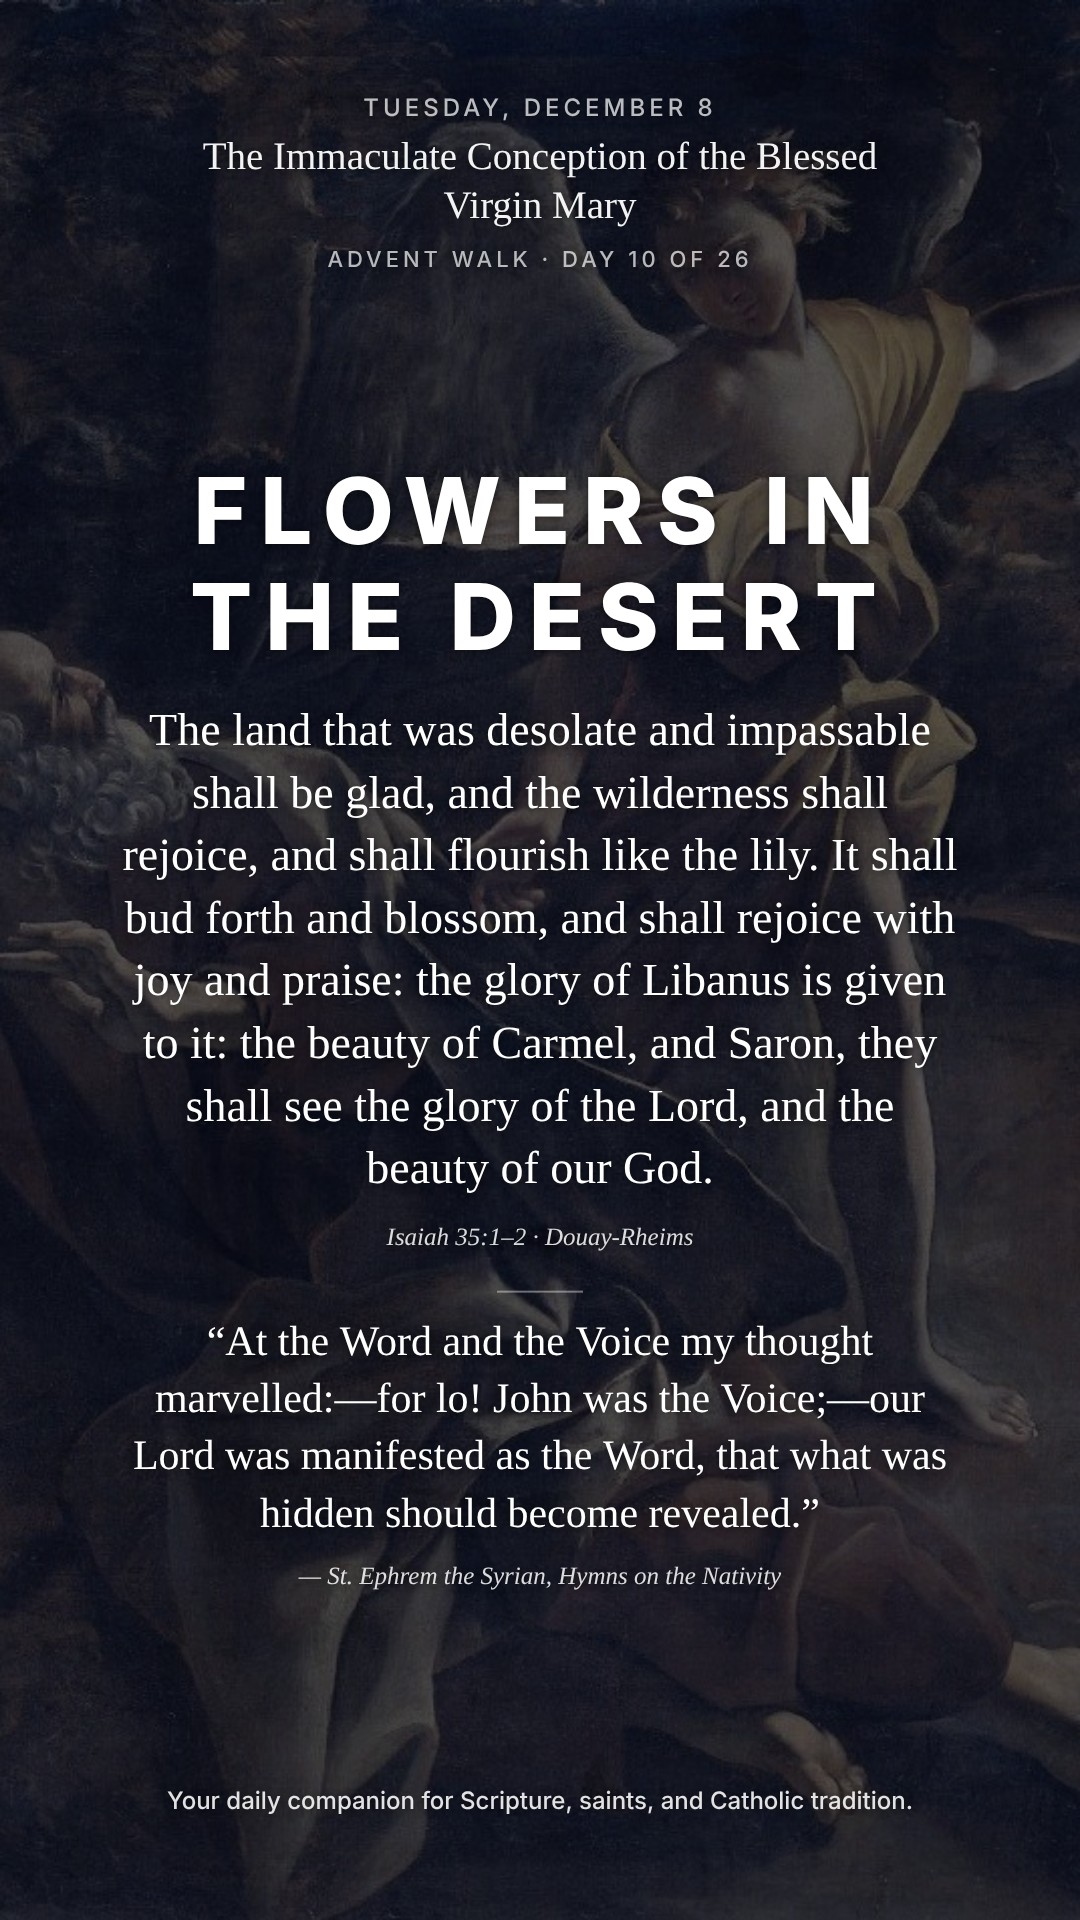 TUESDAY, DECEMBER 8
The Immaculate Conception of the Blessed
Virgin Mary
ADVENT WALK · DAY 10 OF 26
FLOWERS IN
THE DESERT
The land that was desolate and impassable
shall be glad, and the wilderness shall
rejoice, and shall flourish like the lily. It shall
bud forth and blossom, and shall rejoice with
joy and praise: the glory of Libanus is given
to it: the beauty of Carmel, and Saron, they
shall see the glory of the Lord, and the
beauty of our God.
Isaiah 35:1–2 · Douay-Rheims
“At the Word and the Voice my thought
marvelled:—for lo! John was the Voice;—our
Lord was manifested as the Word, that what was
hidden should become revealed.”
— St. Ephrem the Syrian, Hymns on the Nativity
Your daily companion for Scripture, saints, and Catholic tradition.